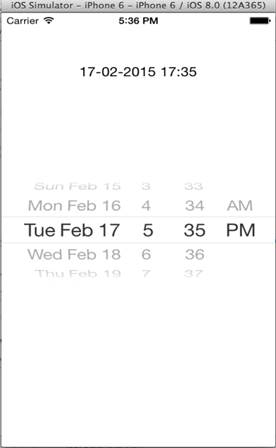 iOS Simulator - iPhone 6 - iPhone 6 / iOS 8.0 (12A365)
Carrier 5:36 PM
17-02-2015 17:35
Sun Feb 15 3 33
Mon Feb 16 4 34 AM
Tue Feb 17 5 35 PM
Wed Feb 18 6 36
Thu Feb 19 7 37